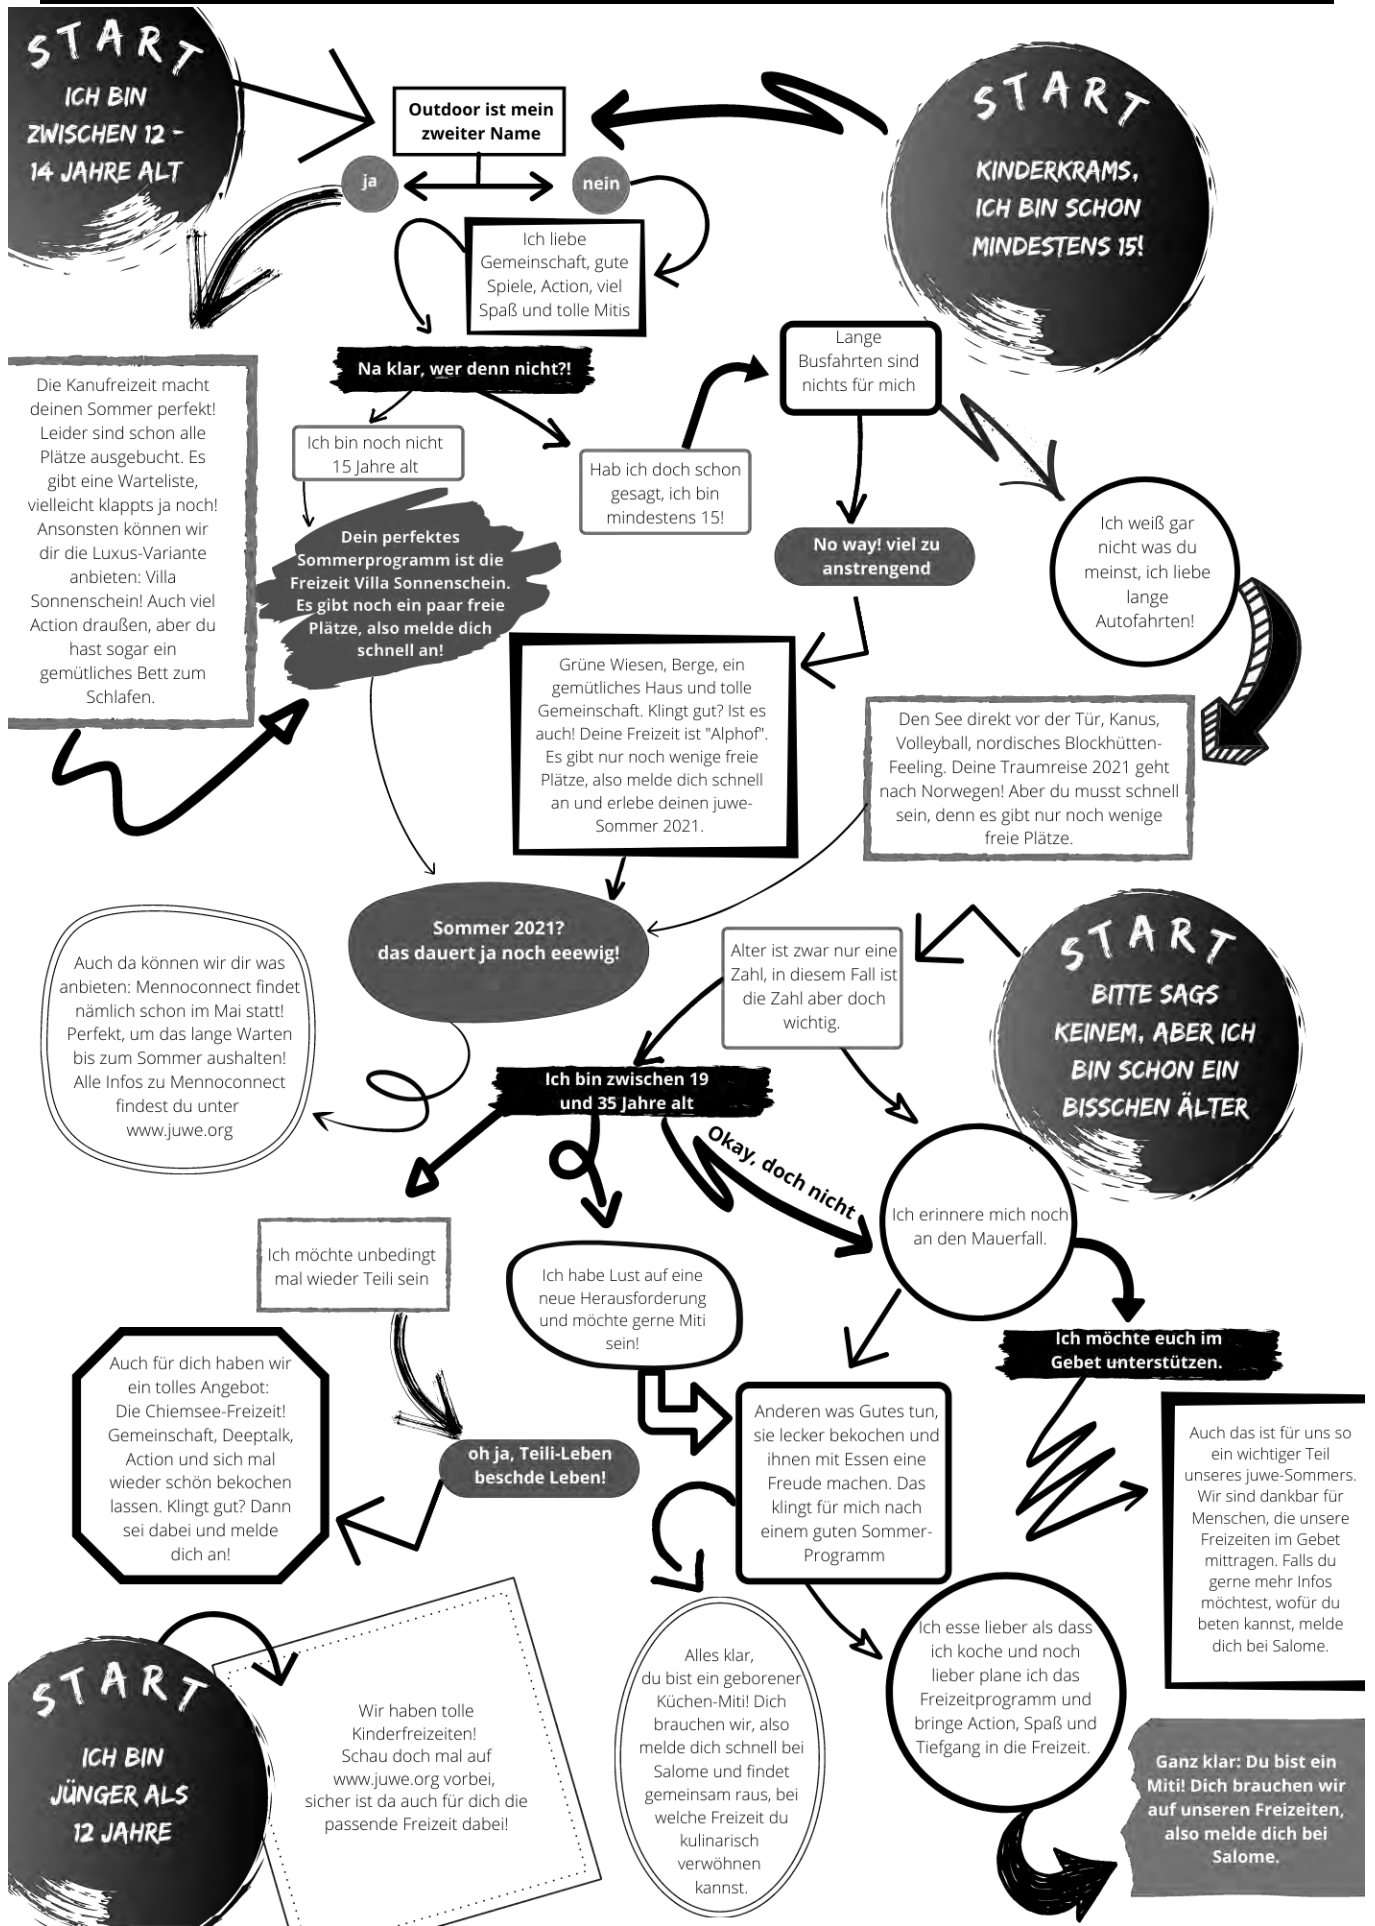 START
ICH BIN
ZWISCHEN 12 -
14 JAHRE ALT
Outdoor ist mein
zweiter Name
ja
nein
START
KINDERKRAMS,
ICH BIN SCHON
MINDESTENS 15!
Ich liebe
Gemeinschaft, gute
Spiele, Action, viel
Spaß und tolle Mitis
Na klar, wer denn nicht?!
Lange
Busfahrten sind
nichts für mich
Die Kanufreizeit macht
deinen Sommer perfekt!
Leider sind schon alle
Plätze ausgebucht. Es
gibt eine Warteliste,
vielleicht klappts ja noch!
Ansonsten können wir
dir die Luxus-Variante
anbieten: Villa
Sonnenschein! Auch viel
Action draußen, aber du
hast sogar ein
gemütliches Bett zum
Schlafen.
Ich bin noch nicht
15 Jahre alt
Hab ich doch schon
gesagt, ich bin
mindestens 15!
Dein perfektes
Sommerprogramm ist die
Freizeit Villa Sonnenschein.
Es gibt noch ein paar freie
Plätze, also melde dich
schnell an!
No way! viel zu
anstrengend
Ich weiß gar
nicht was du
meinst, ich liebe
lange
Autofahrten!
Grüne Wiesen, Berge, ein
gemütliches Haus und tolle
Gemeinschaft. Klingt gut? Ist es
auch! Deine Freizeit ist "Alphof".
Es gibt nur noch wenige freie
Plätze, also melde dich schnell
an und erlebe deinen juwe-
Sommer 2021.
Den See direkt vor der Tür, Kanus,
Volleyball, nordisches Blockhütten-
Feeling. Deine Traumreise 2021 geht
nach Norwegen! Aber du musst schnell
sein, denn es gibt nur noch wenige
freie Plätze.
Sommer 2021?
das dauert ja noch eeewig!
Auch da können wir dir was
anbieten: Mennoconnect findet
nämlich schon im Mai statt!
Perfekt, um das lange Warten
bis zum Sommer aushalten!
Alle Infos zu Mennoconnect
findest du unter
www.juwe.org
START
BITTE SAGS
KEINEM, ABER ICH
BIN SCHON EIN
BISSCHEN ÄLTER
Alter ist zwar nur eine
Zahl, in diesem Fall ist
die Zahl aber doch
wichtig.
Ich bin zwischen 19
und 35 Jahre alt
Okay, doch nicht
Ich erinnere mich noch
an den Mauerfall.
Ich möchte unbedingt
mal wieder Teili sein
Ich habe Lust auf eine
neue Herausforderung
und möchte gerne Miti
sein!
Ich möchte euch im
Gebet unterstützen.
Auch für dich haben wir
ein tolles Angebot:
Die Chiemsee-Freizeit!
Gemeinschaft, Deeptalk,
Action und sich mal
wieder schön bekochen
lassen. Klingt gut? Dann
sei dabei und melde
dich an!
oh ja, Teili-Leben
beschde Leben!
Anderen was Gutes tun,
sie lecker bekochen und
ihnen mit Essen eine
Freude machen. Das
klingt für mich nach
einem guten Sommer-
Programm
Auch das ist für uns so
ein wichtiger Teil
unseres juwe-Sommers.
Wir sind dankbar für
Menschen, die unsere
Freizeiten im Gebet
mittragen. Falls du
gerne mehr Infos
möchtest, wofür du
beten kannst, melde
dich bei Salome.
START
ICH BIN
JÜNGER ALS
12 JAHRE
Wir haben tolle
Kinderfreizeiten!
Schau doch mal auf
www.juwe.org vorbei,
sicher ist da auch für dich die
passende Freizeit dabei!
Alles klar,
du bist ein geborener
Küchen-Miti! Dich
brauchen wir, also
melde dich schnell bei
Salome und findet
gemeinsam raus, bei
welche Freizeit du
kulinarisch
verwöhnen
kannst.
Ich esse lieber als dass
ich koche und noch
lieber plane ich das
Freizeitprogramm und
bringe Action, Spaß und
Tiefgang in die Freizeit.
Ganz klar: Du bist ein
Miti! Dich brauchen wir
auf unseren Freizeiten,
also melde dich bei
Salome.